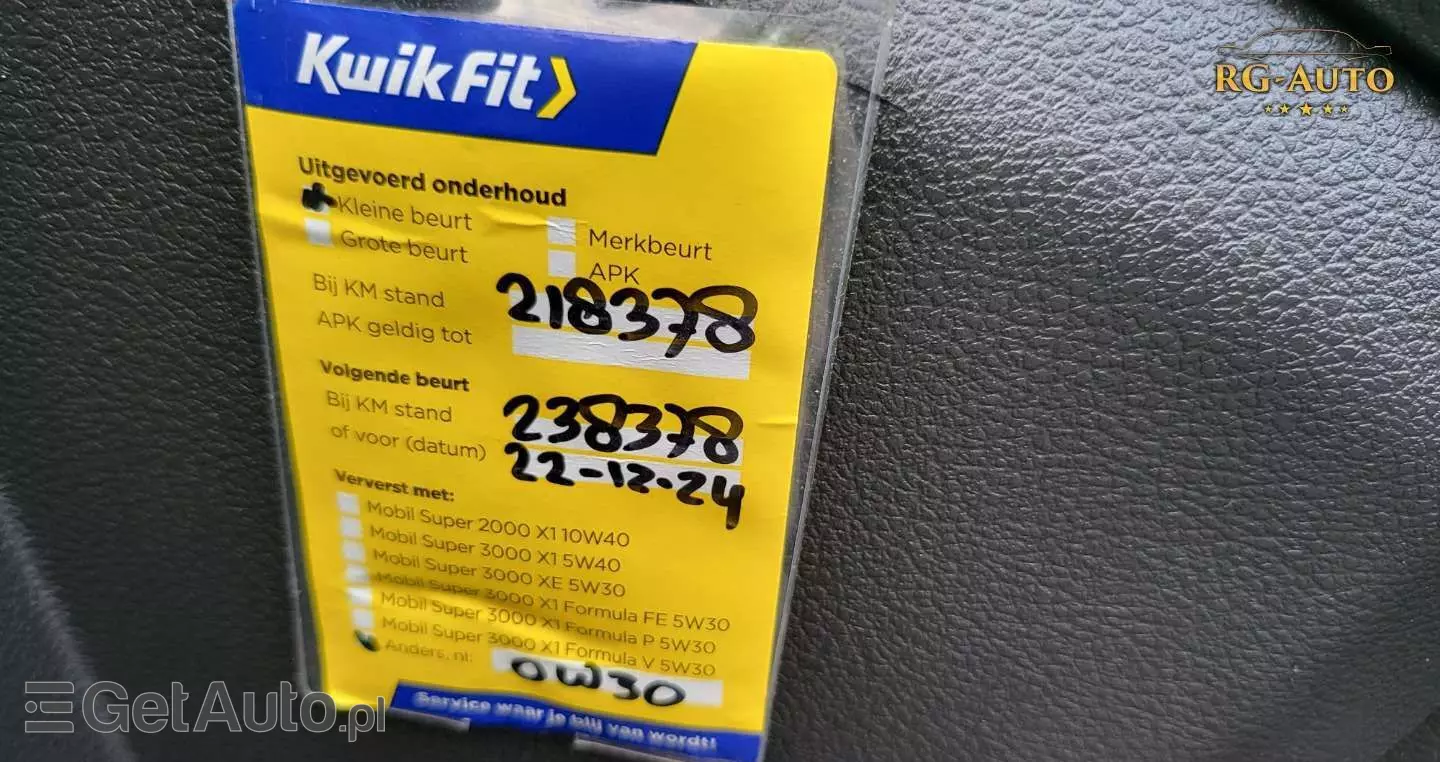 KwikFit
RG-AUTO
Uitgevoerd onderhoud
Kleine beurt
Merkbeurt
Grote beurt
APK
Bij KM stand 218378
APK geldig tot
Volgende beurt
Bij KM stand 238378
of voor (datum) 22-12-24
Ververst met:
Mobil Super 2000 X1 10W40
Mobil Super 3000 X1 5W40
Mobil Super 3000 XE 5W30
Mobil Super 3000 X1 Formula FE 5W30
Mobil Super 3000 X1 Formula P 5W30
Mobil Super 3000 X1 Formula V 5W30
Anders, nl: 0W30
Service waar je blij van wordt!
GetAuto.pl